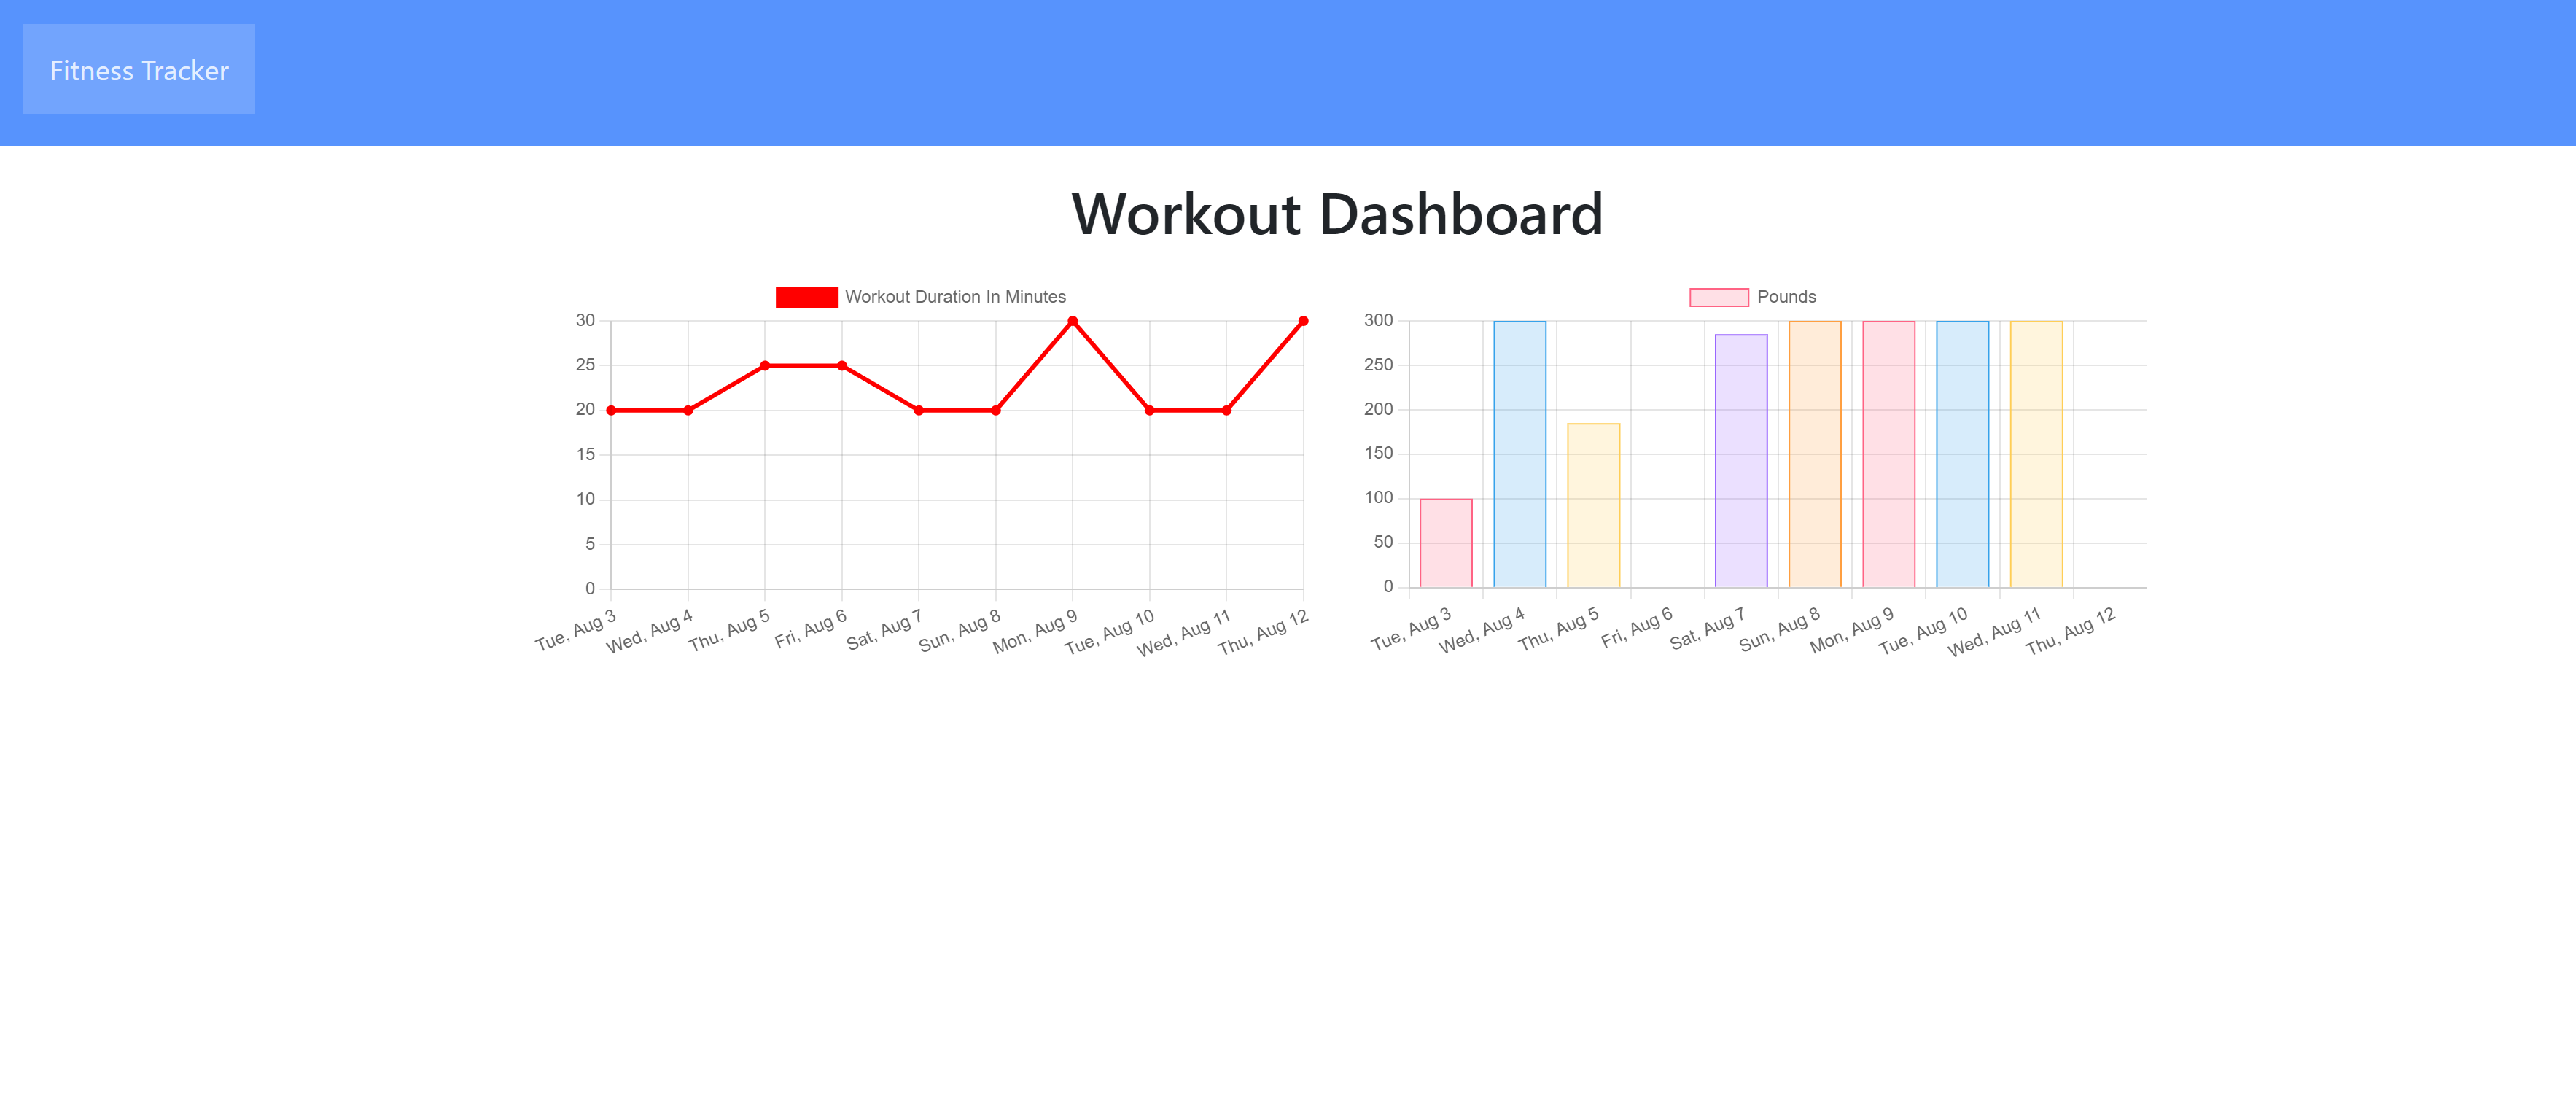 Fitness Tracker
Workout Dashboard
Workout Duration In Minutes
30
25
20
15
10
5
0
Tue, Aug 3
Wed, Aug 4
Thu, Aug 5
Fri, Aug 6
Sat, Aug 7
Sun, Aug 8
Mon, Aug 9
Tue, Aug 10
Wed, Aug 11
Thu, Aug 12
Pounds
300
250
200
150
100
50
0
Tue, Aug 3
Wed, Aug 4
Thu, Aug 5
Fri, Aug 6
Sat, Aug 7
Sun, Aug 8
Mon, Aug 9
Tue, Aug 10
Wed, Aug 11
Thu, Aug 12